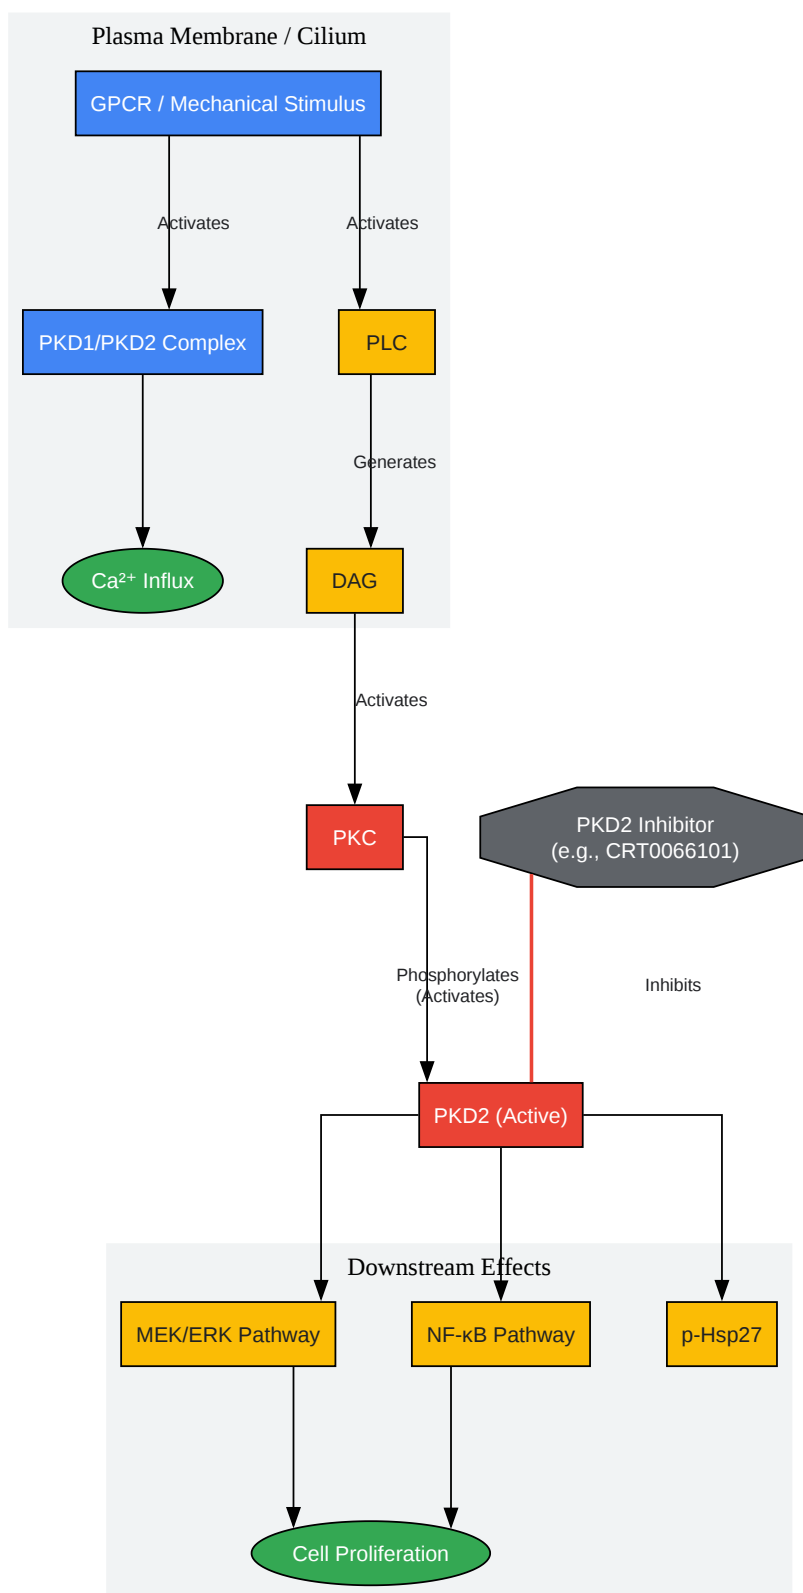 Plasma Membrane / Cilium
GPCR / Mechanical Stimulus
Activates
Activates
PKD1/PKD2 Complex
PLC
Generates
Ca²⁺ Influx
DAG
Activates
PKC
PKD2 Inhibitor
(e.g., CRT0066101)
Phosphorylates
(Activates)
Inhibits
PKD2 (Active)
Downstream Effects
MEK/ERK Pathway
NF-κB Pathway
p-Hsp27
Cell Proliferation